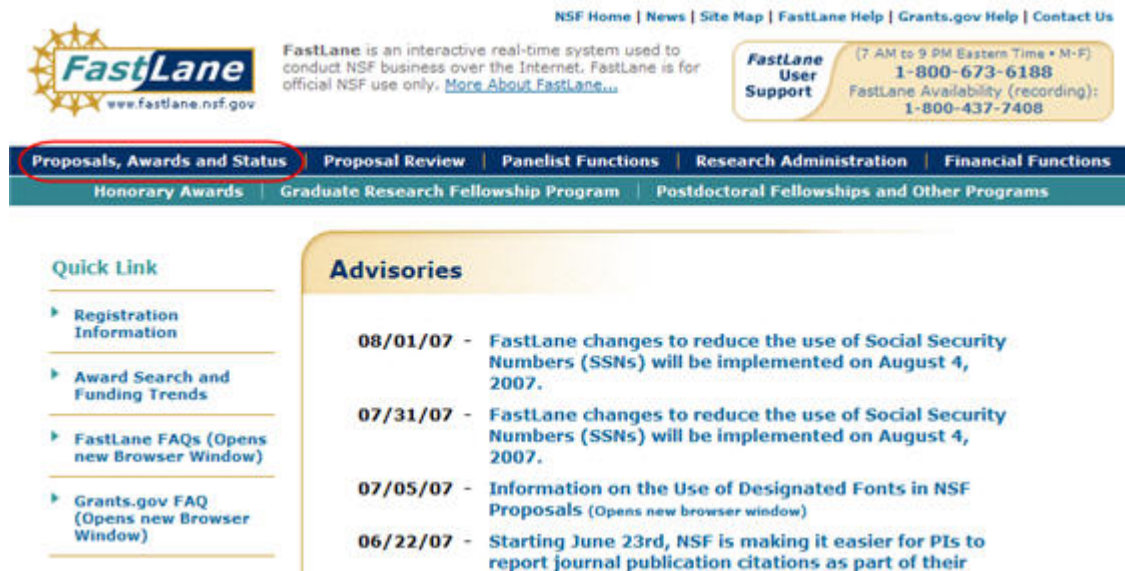 NSF Home | News | Site Map | FastLane Help | Grants.gov Help | Contact Us
FastLane
www.fastlane.nsf.gov
FastLane is an interactive real-time system used to
conduct NSF business over the Internet. FastLane is for
official NSF use only. More About FastLane...
FastLane
User
Support
(7 AM to 9 PM Eastern Time • M-F)
1-800-673-6188
FastLane Availability (recording):
1-800-437-7408
Proposals, Awards and Status | Proposal Review | Panelist Functions | Research Administration | Financial Functions
Honorary Awards | Graduate Research Fellowship Program | Postdoctoral Fellowships and Other Programs
Quick Link
Registration
Information
Award Search and
Funding Trends
FastLane FAQs (Opens
new Browser Window)
Grants.gov FAQ
(Opens new Browser
Window)
Advisories
08/01/07 - FastLane changes to reduce the use of Social Security
Numbers (SSNs) will be implemented on August 4,
2007.
07/31/07 - FastLane changes to reduce the use of Social Security
Numbers (SSNs) will be implemented on August 4,
2007.
07/05/07 - Information on the Use of Designated Fonts in NSF
Proposals (Opens new browser window)
06/22/07 - Starting June 23rd, NSF is making it easier for PIs to
report journal publication citations as part of their